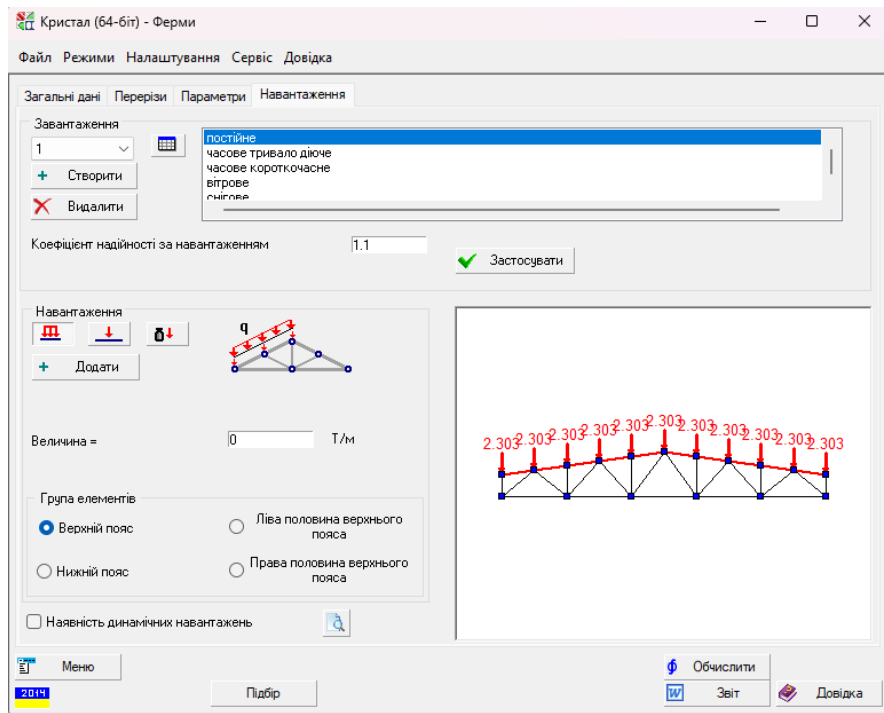 Кристал (64-біт) - Ферми
Файл Режими Налаштування Сервіс Довідка
Загальні дані Перерізи Параметри Навантаження
Завантаження
1
Створити
Видалити
постійне
часове тривало діюче
часове короткочасне
вітрове
снігове
Коефіцієнт надійності за навантаженням 1.1
Застосувати
Навантаження
q
Додати
Величина = 0 Т/м
Група елементів
Верхній пояс
Ліва половина верхнього
пояса
Нижній пояс
Права половина верхнього
пояса
Наявність динамічних навантажень
2.303 2.303 2.303 2.303 2.303 2.303 2.303 2.303 2.303 2.303 2.303
Меню
Обчислити
2014
Підбір
Звіт
Довідка